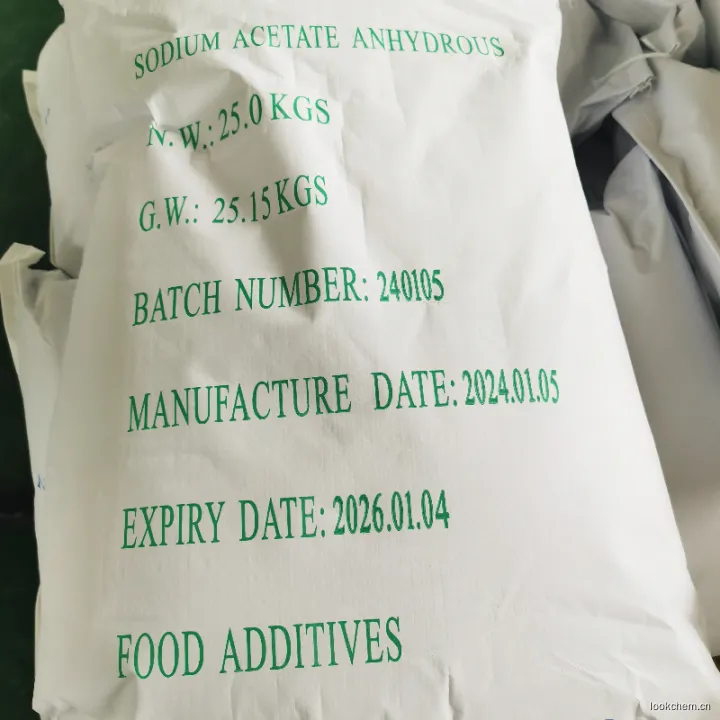 SODIUM ACETATE ANHYDROUS
N.W.: 25.0 KGS
G.W.: 25.15 KGS
BATCH NUMBER: 240105
MANUFACTURE DATE: 2024.01.05
EXPIRY DATE: 2026.01.04
FOOD ADDITIVES
lookchem.cn